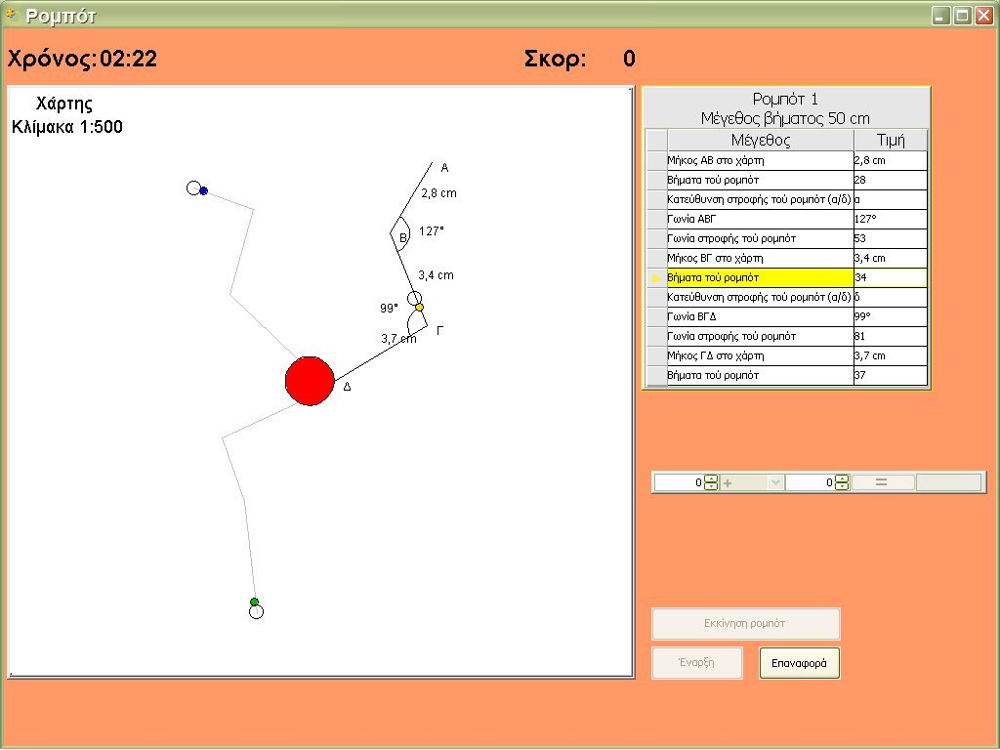 Ρομπότ
Χρόνος: 02:22
Σκορ: 0
Χάρτης
Κλίμακα 1:500
Α
2,8 cm
Β
127°
3,4 cm
99°
Γ
3,7 cm
Δ
Ρομπότ 1
Μέγεθος βήματος 50 cm
Μέγεθος Τιμή
Μήκος ΑΒ στο χάρτη 2,8 cm
Βήματα τού ρομπότ 28
Κατεύθυνση στροφής τού ρομπότ (α/δ) α
Γωνία ΑΒΓ 127°
Γωνία στροφής τού ρομπότ 53
Μήκος ΒΓ στο χάρτη 3,4 cm
Βήματα τού ρομπότ 34
Κατεύθυνση στροφής τού ρομπότ (α/δ) δ
Γωνία ΒΓΔ 99°
Γωνία στροφής τού ρομπότ 81
Μήκος ΓΔ στο χάρτη 3,7 cm
Βήματα τού ρομπότ 37
0 + 0 =
Εκκίνηση ρομπότ
Έναρξη Επαναφορά